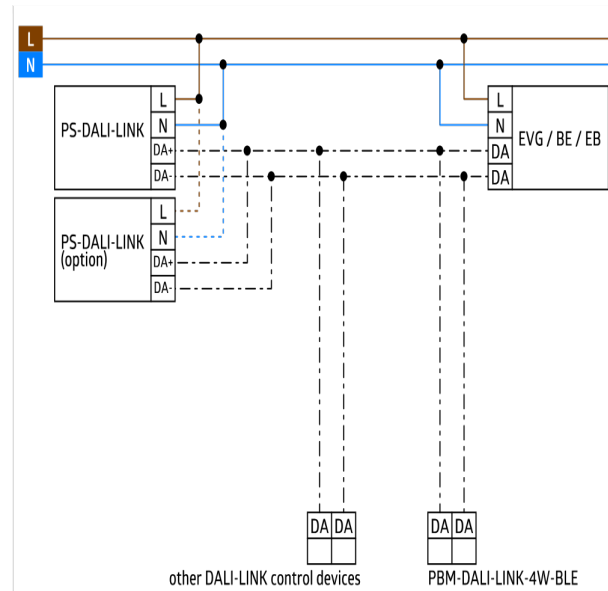 L
N
PS-DALI-LINK
L
N
DA+
DA-
L
N
DA
DA
EVG / BE / EB
PS-DALI-LINK
(option)
L
N
DA+
DA-
DA DA
DA DA
other DALI-LINK control devices
PBM-DALI-LINK-4W-BLE